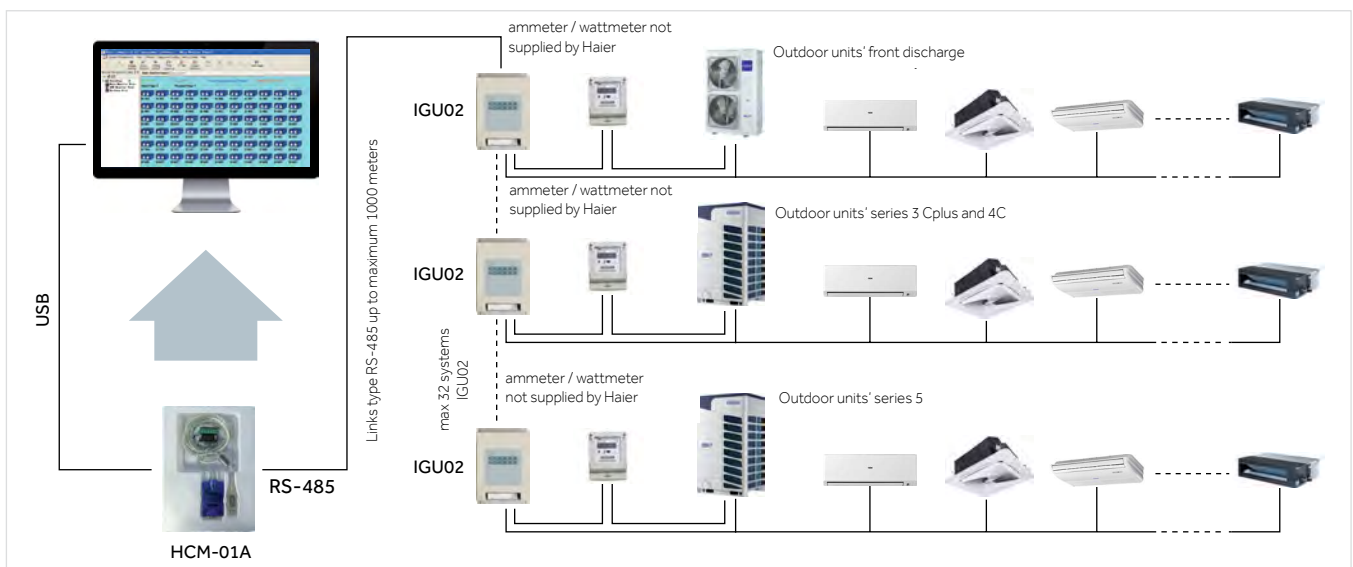 ammeter / wattmeter not
supplied by Haier
Outdoor units' front discharge
IGU02
Links type RS-485 up to maximum 1000 meters
ammeter / wattmeter not
supplied by Haier
Outdoor units' series 3 Cplus and 4C
IGU02
USB
max 32 systems
IGU02
ammeter / wattmeter
not supplied by Haier
Outdoor units' series 5
IGU02
RS-485
HCM-01A